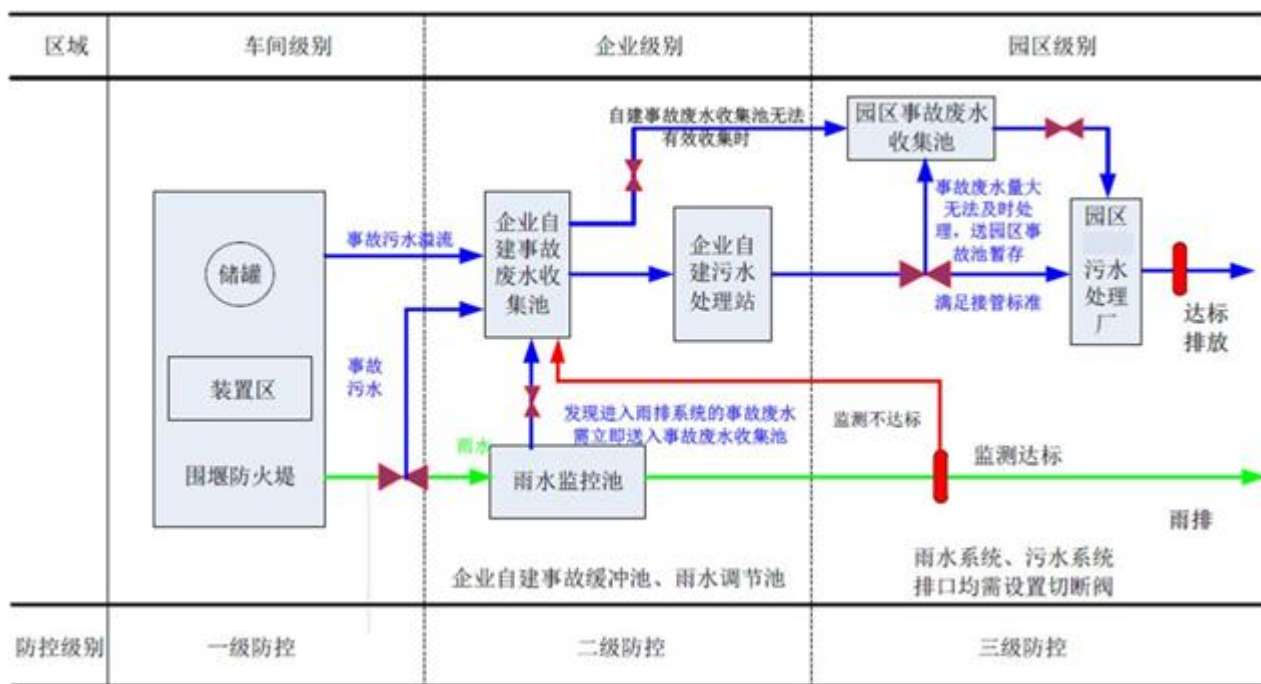 区域
车间级别
企业级别
园区级别
自建事故废水收集池无法
有效收集时
园区事故废水
收集池
事故废水量大
无法及时处
理，送园区事
故池暂存
园区
污水
处理
厂
企业自
建事故
废水收
集池
企业自
建污水
处理站
事故污水溢流
储罐
满足接管标准
达标
排放
事故
污水
装置区
发现进入雨排系统的事故废水
需立即送入事故废水收集池
监测不达标
雨水
围堰防火堤
雨水监控池
监测达标
雨排
企业自建事故缓冲池、雨水调节池
雨水系统、污水系统
排口均需设置切断阀
防控级别
一级防控
二级防控
三级防控